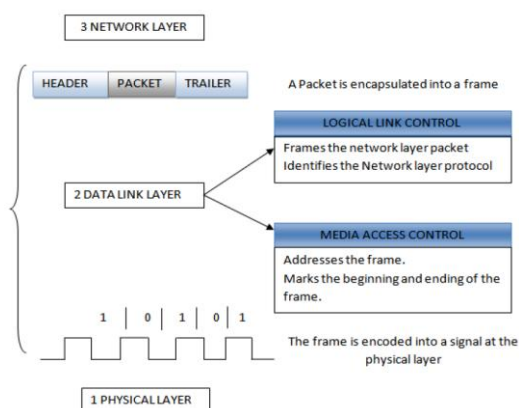 3 NETWORK LAYER
HEADER PACKET TRAILER
A Packet is encapsulated into a frame
LOGICAL LINK CONTROL
Frames the network layer packet
Identifies the Network layer protocol
2 DATA LINK LAYER
MEDIA ACCESS CONTROL
Addresses the frame.
Marks the beginning and ending of the
frame.
1 | 0 | 1 | 0 | 1
The frame is encoded into a signal at the
physical layer
1 PHYSICAL LAYER